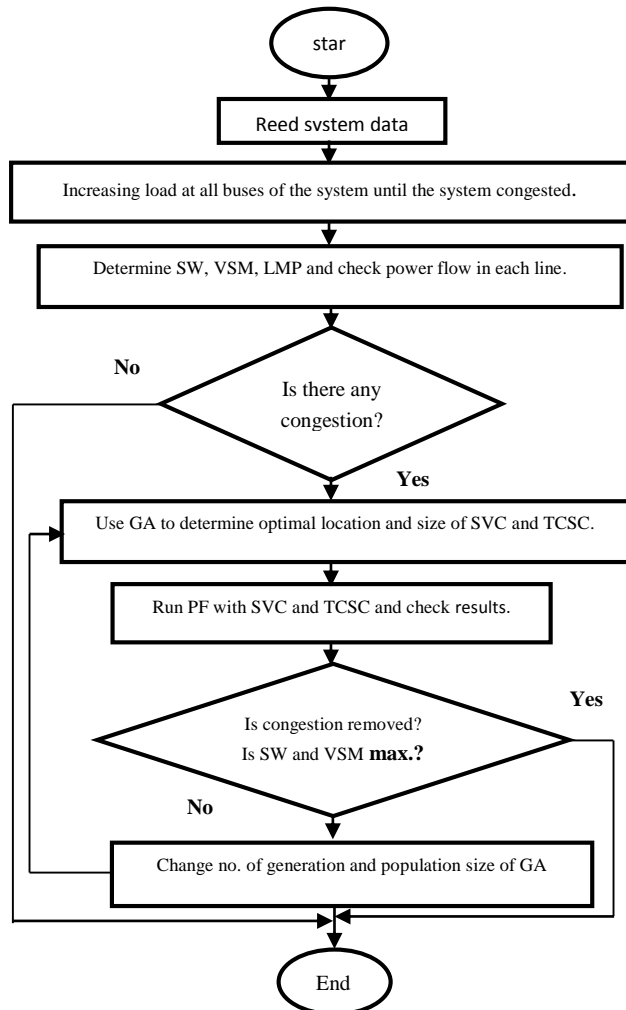 star
Reed system data
Increasing load at all buses of the system until the system congested.
Determine SW, VSM, LMP and check power flow in each line.
No
Is there any
congestion?
Yes
Use GA to determine optimal location and size of SVC and TCSC.
Run PF with SVC and TCSC and check results.
Yes
Is congestion removed?
Is SW and VSM max.?
No
Change no. of generation and population size of GA
End